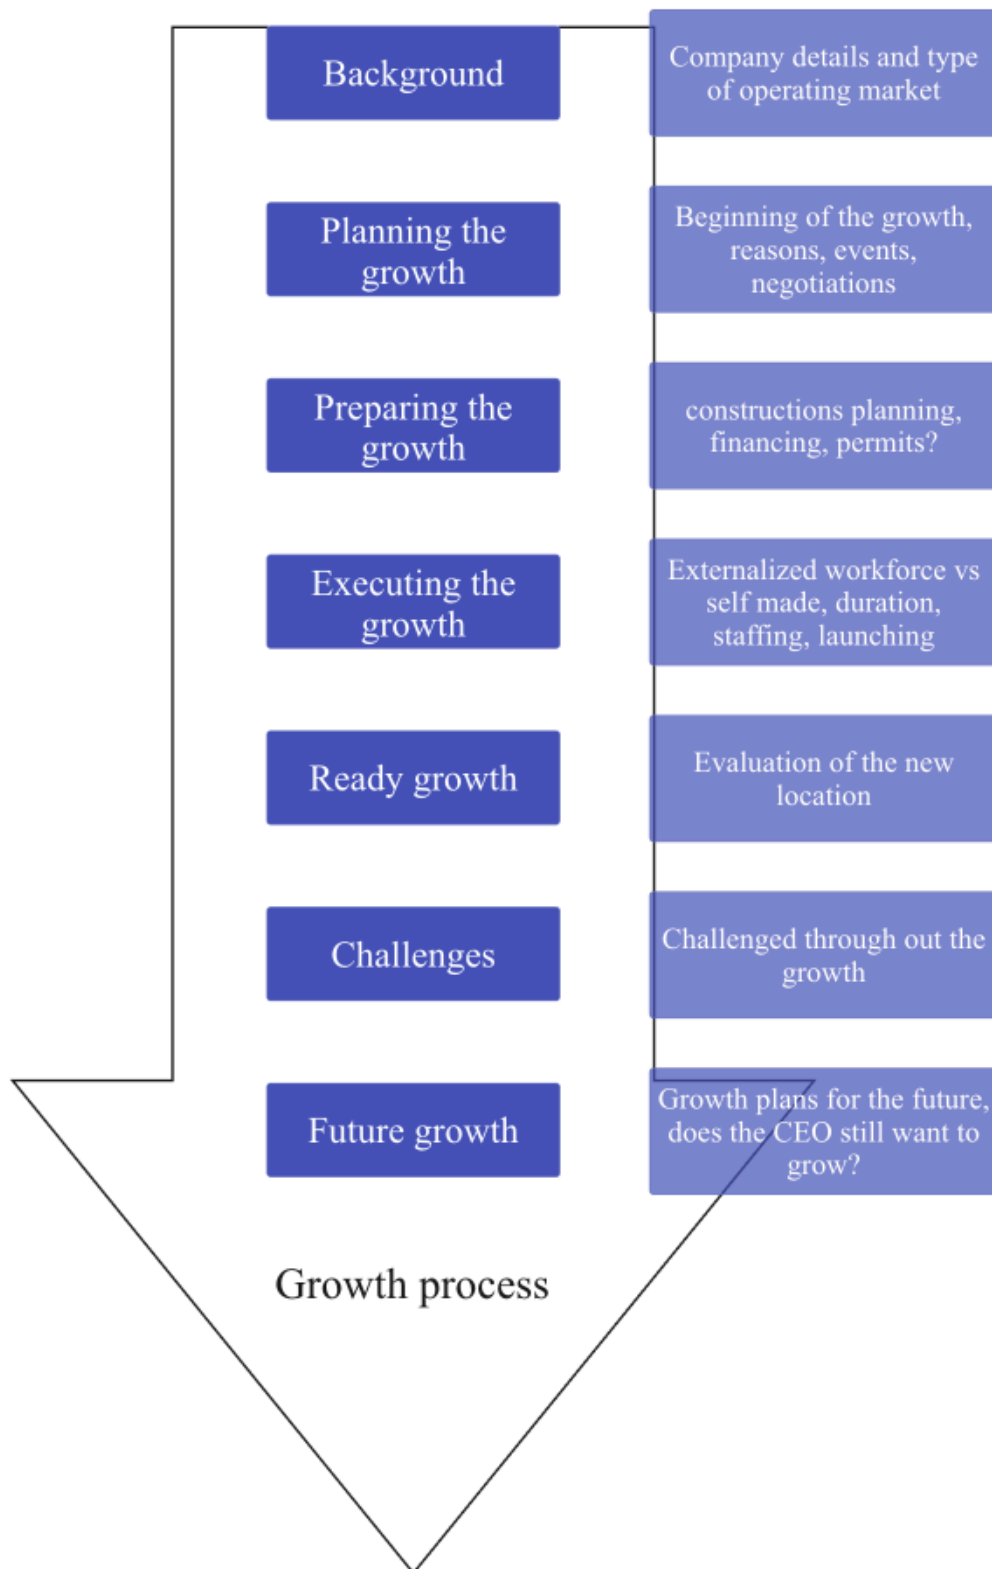 Background
Company details and type
of operating market
Planning the
growth
Beginning of the growth,
reasons, events,
negotiations
Preparing the
growth
constructions planning,
financing, permits?
Executing the
growth
Externalized workforce vs
self made, duration,
staffing, launching
Ready growth
Evaluation of the new
location
Challenges
Challenged through out the
growth
Future growth
Growth plans for the future,
does the CEO still want to
grow?
Growth process